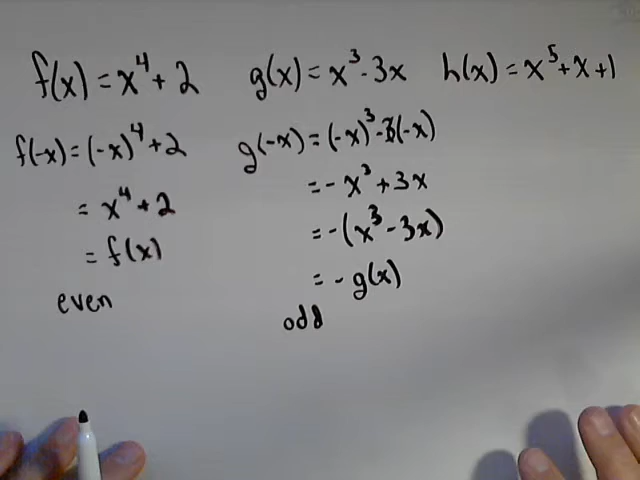 f(x) = x⁴ + 2
f(-x) = (-x)⁴ + 2
= x⁴ + 2
= f(x)
even
g(x) = x³ - 3x
g(-x) = (-x)³ - 3(-x)
= - x³ + 3x
= -(x³ - 3x)
= - g(x)
odd
h(x) = x⁵ + x + 1